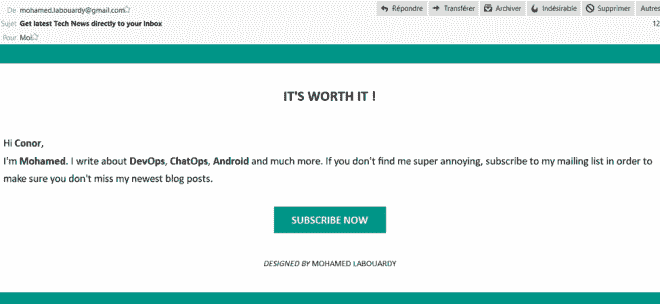 De mohamed.labouardy@gmail.com Répondre Transférer Archiver Indésirable Supprimer Autres
Sujet Get latest Tech News directly to your inbox 12
Pour Moi
IT'S WORTH IT !
Hi Conor,
I'm Mohamed. I write about DevOps, ChatOps, Android and much more. If you don't find me super annoying, subscribe to my mailing list in order to
make sure you don't miss my newest blog posts.
SUBSCRIBE NOW
DESIGNED BY MOHAMED LABOUARDY